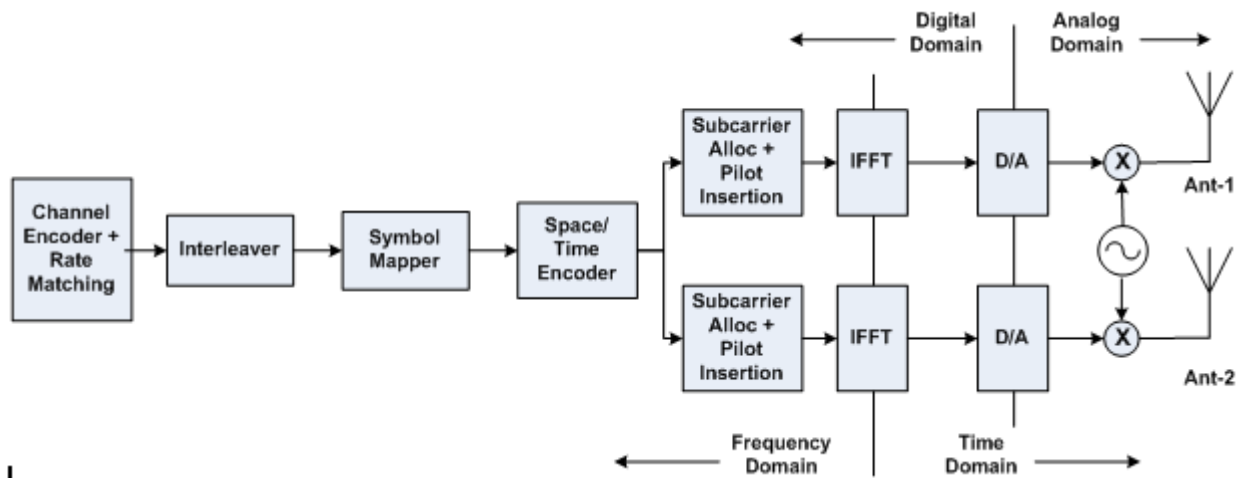 Digital
Domain
Analog
Domain
Subcarrier
Alloc +
Pilot
Insertion
IFFT
D/A
X
Ant-1
Channel
Encoder +
Rate
Matching
Interleaver
Symbol
Mapper
Space/
Time
Encoder
Subcarrier
Alloc +
Pilot
Insertion
IFFT
D/A
X
Ant-2
Frequency
Domain
Time
Domain